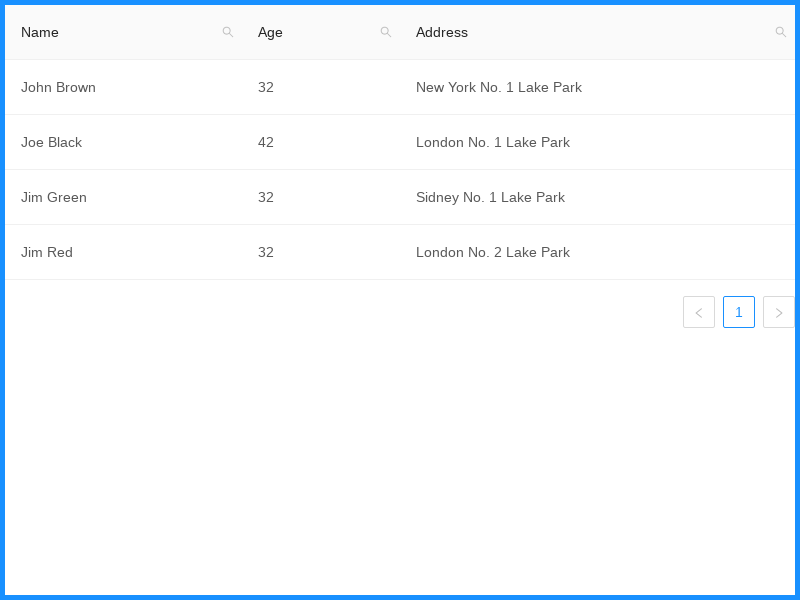 Name Age Address
John Brown 32 New York No. 1 Lake Park
Joe Black 42 London No. 1 Lake Park
Jim Green 32 Sidney No. 1 Lake Park
Jim Red 32 London No. 2 Lake Park
1